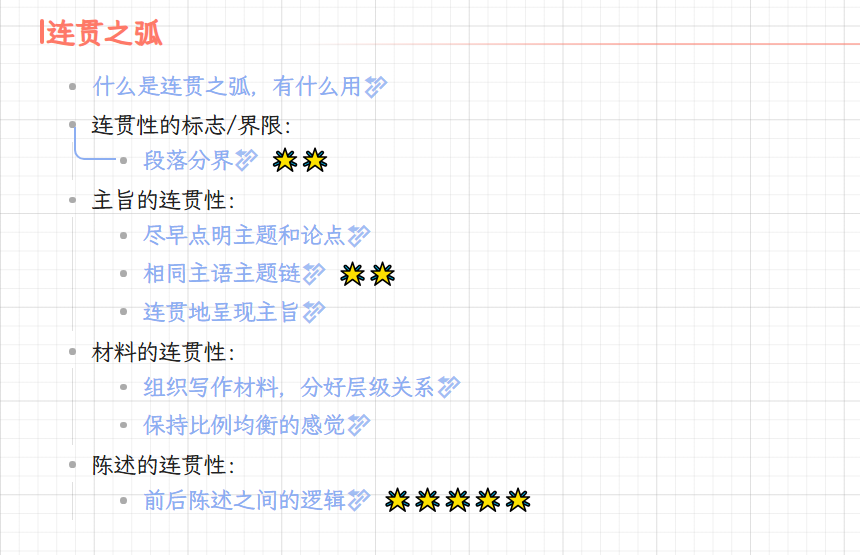 连贯之弧
什么是连贯之弧，有什么用
连贯性的标志/界限：
段落分界
主旨的连贯性：
尽早点明主题和论点
相同主语主题链
连贯地呈现主旨
材料的连贯性：
组织写作材料，分好层级关系
保持比例均衡的感觉
陈述的连贯性：
前后陈述之间的逻辑